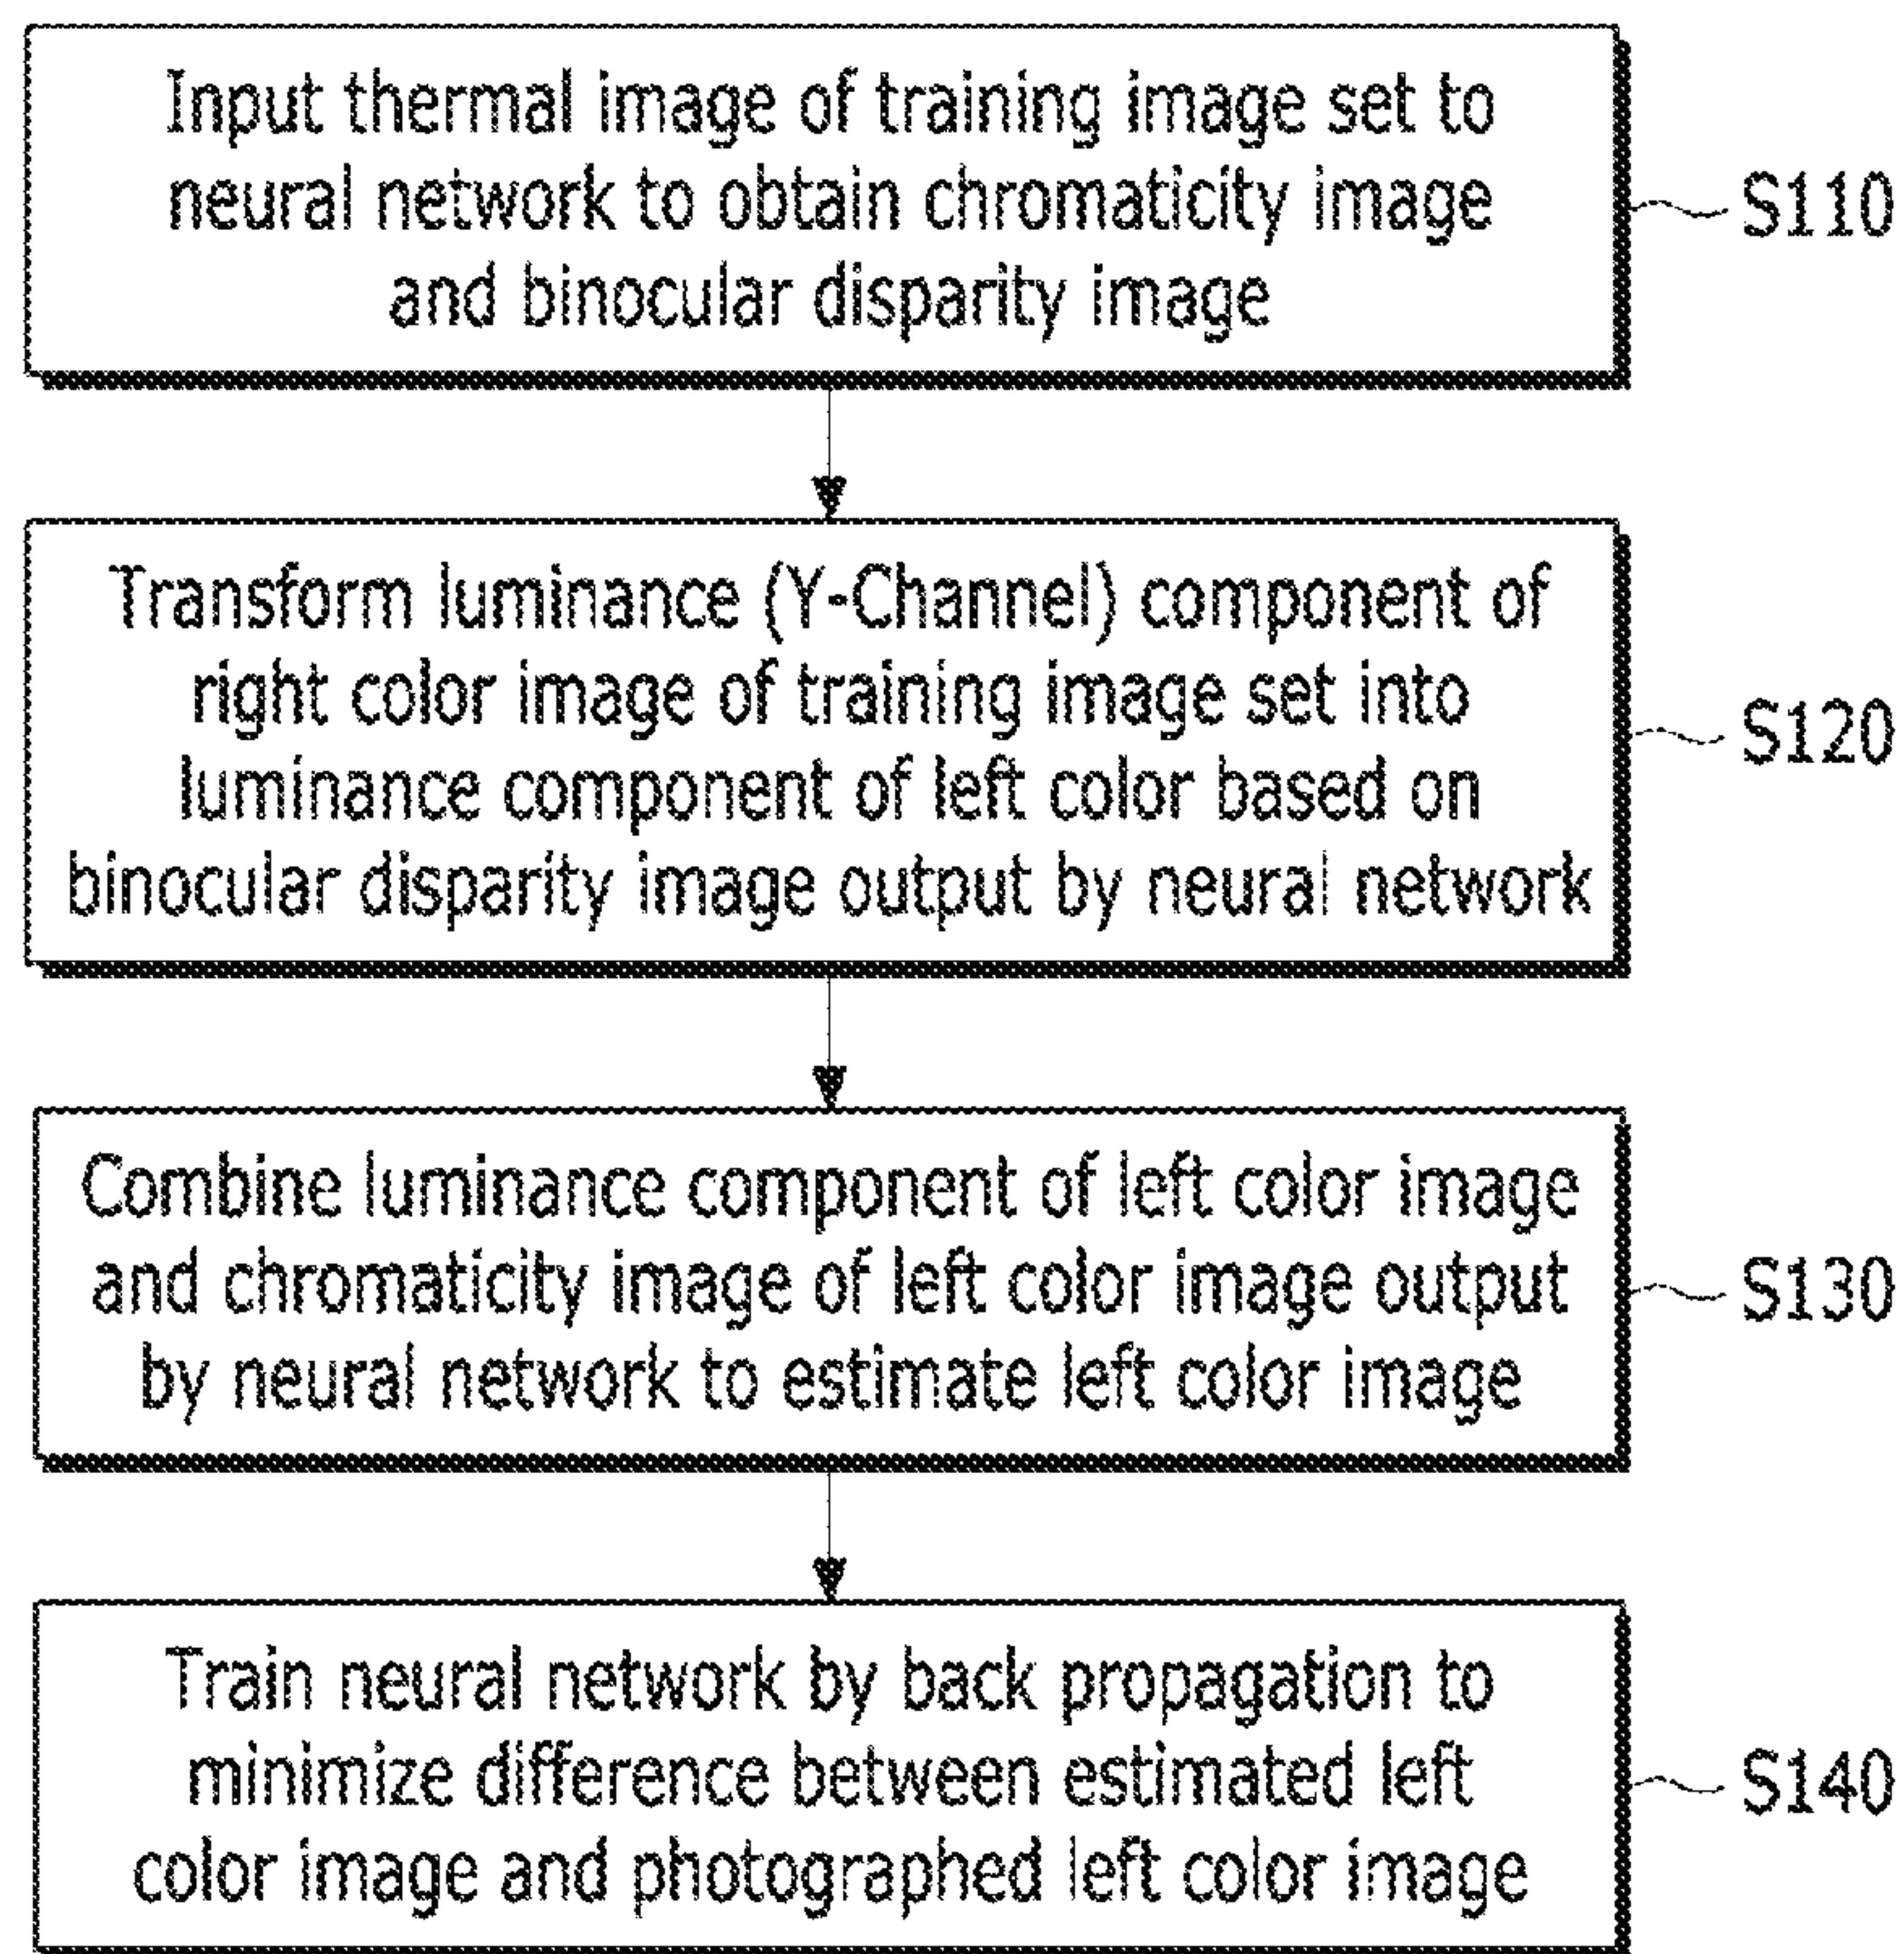 Input thermal image of training image set to
neural network to obtain chromaticity image
and binocular disparity image
S110
Transform luminance (Y-Channel) component of
right color image of training image set into
luminance component of left color based on
binocular disparity image output by neural network
S120
Combine luminance component of left color image
and chromaticity image of left color image output
by neural network to estimate left color image
S130
Train neural network by back propagation to
minimize difference between estimated left
color image and photographed left color image
S140